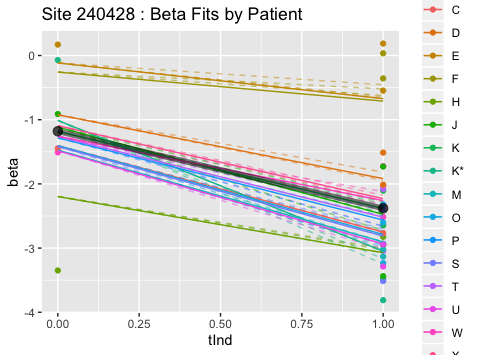 Site 240428 : Beta Fits by Patient
beta
0
-1
-2
-3
-4
0.00 0.25 0.50 0.75 1.00
tInd
C
D
E
F
H
J
K
K*
M
O
P
S
T
U
W